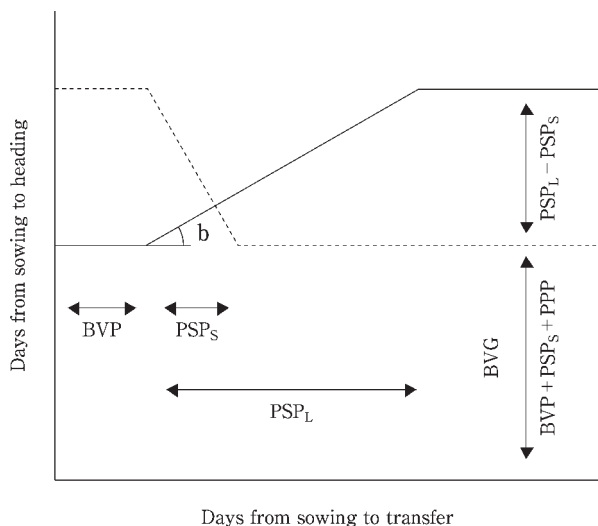 Days from sowing to heading
b
BVP
PSP_S
PSP_L
PSP_L − PSP_S
BVG
BVP + PSP_S + PPP
Days from sowing to transfer